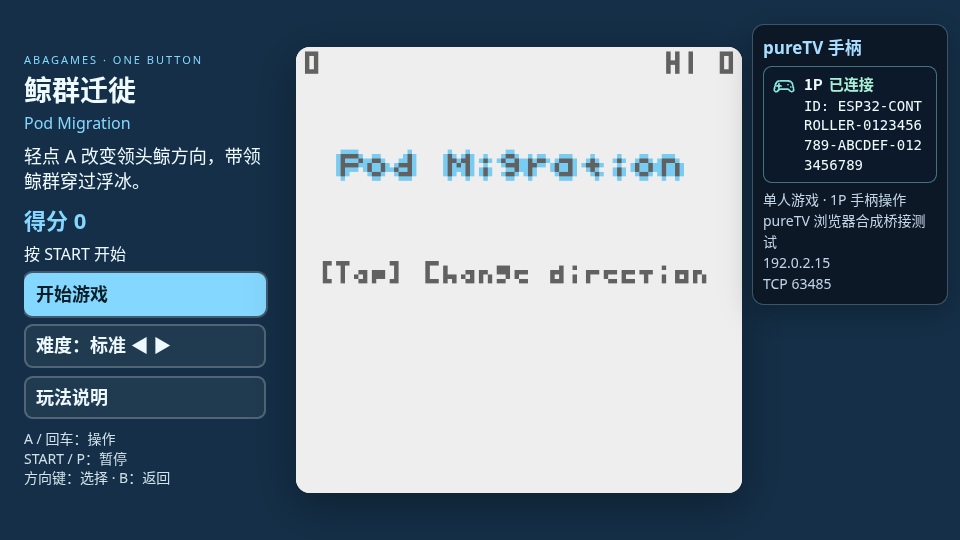 ABAGAMES · ONE BUTTON
鲸群迁徙
Pod Migration
轻点 A 改变领头鲸方向，带领
鲸群穿过浮冰。
得分 0
按 START 开始
开始游戏
难度：标准 ◀ ▶
玩法说明
A / 回车：操作
START / P：暂停
方向键：选择 · B：返回
0
HI 0
Pod Migration
[Tap] Change direction
pureTV 手柄
1P 已连接
ID: ESP32-CONT
ROLLER-0123456
789-ABCDEF-012
3456789
单人游戏 · 1P 手柄操作
pureTV 浏览器合成桥接测
试
192.0.2.15
TCP 63485